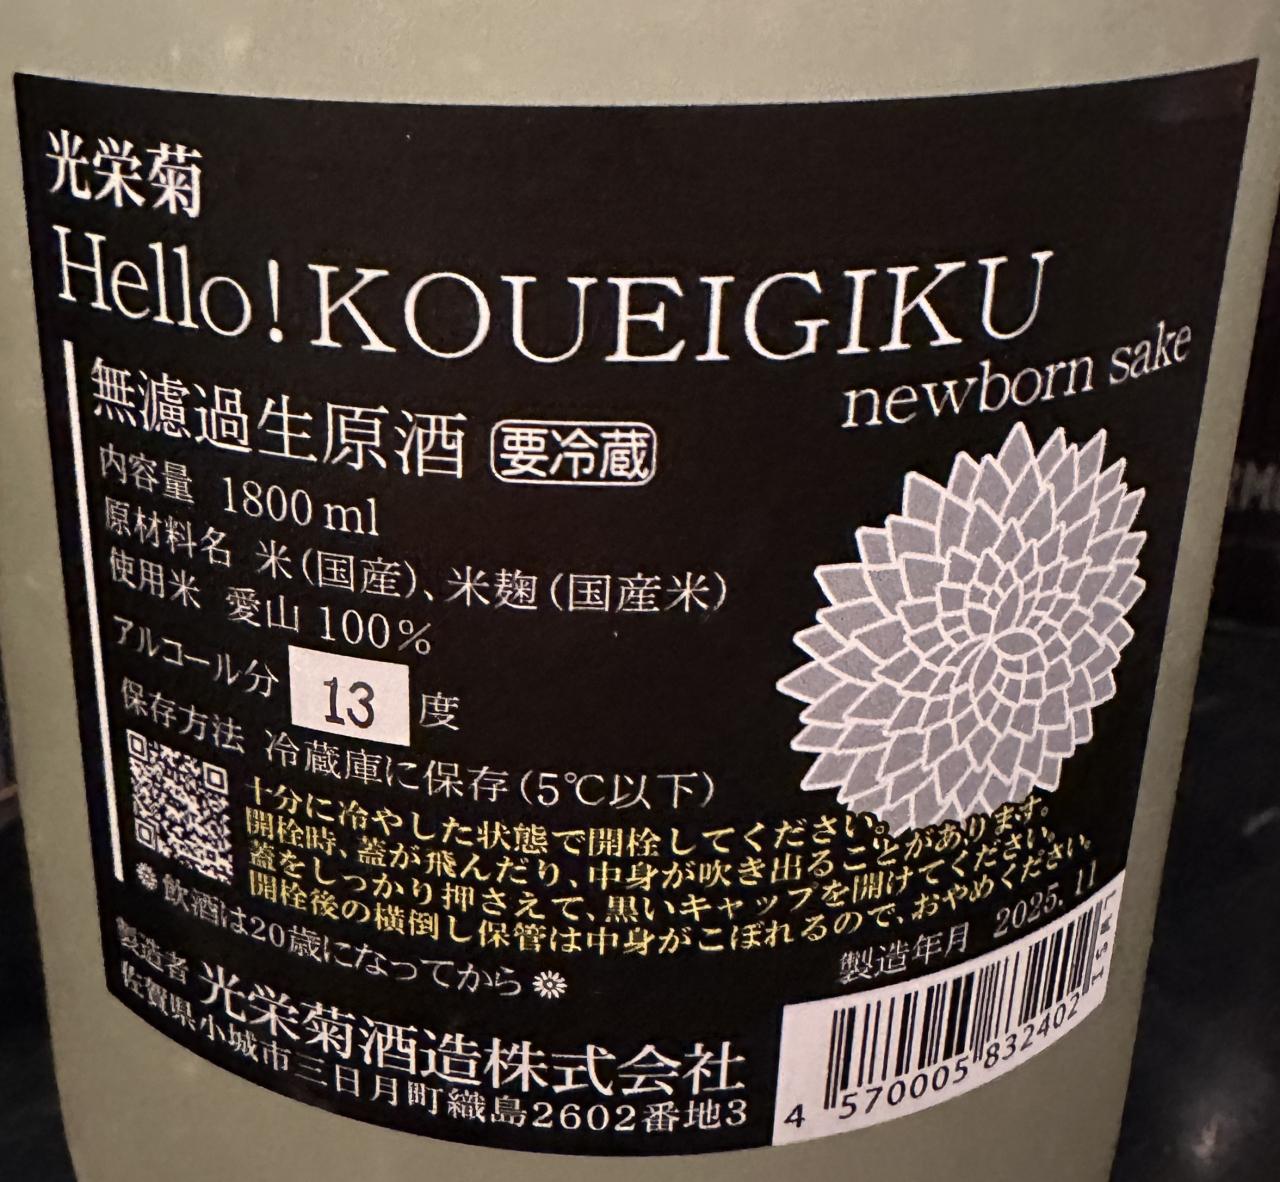 光栄菊
Hello! KOUEIGIKU
newborn sake
無濾過生原酒 要冷蔵
内容量 1800ml
原材料名 米(国産)、米麹(国産米)
使用米 愛山 100%
アルコール分 13 度
保存方法 冷蔵庫に保存(5℃以下)
十分に冷やした状態で開栓してください。
開栓時、蓋が飛んだり、中身が吹き出ることがあります。
蓋をしっかり押さえて、黒いキャップを開けてください。
開栓後の横倒し保管は中身がこぼれるので、おやめください。
飲酒は20歳になってから
製造年月 2025.11
製造者 光栄菊酒造株式会社
佐賀県小城市三日月町織島2602番地3
4 570005 832402